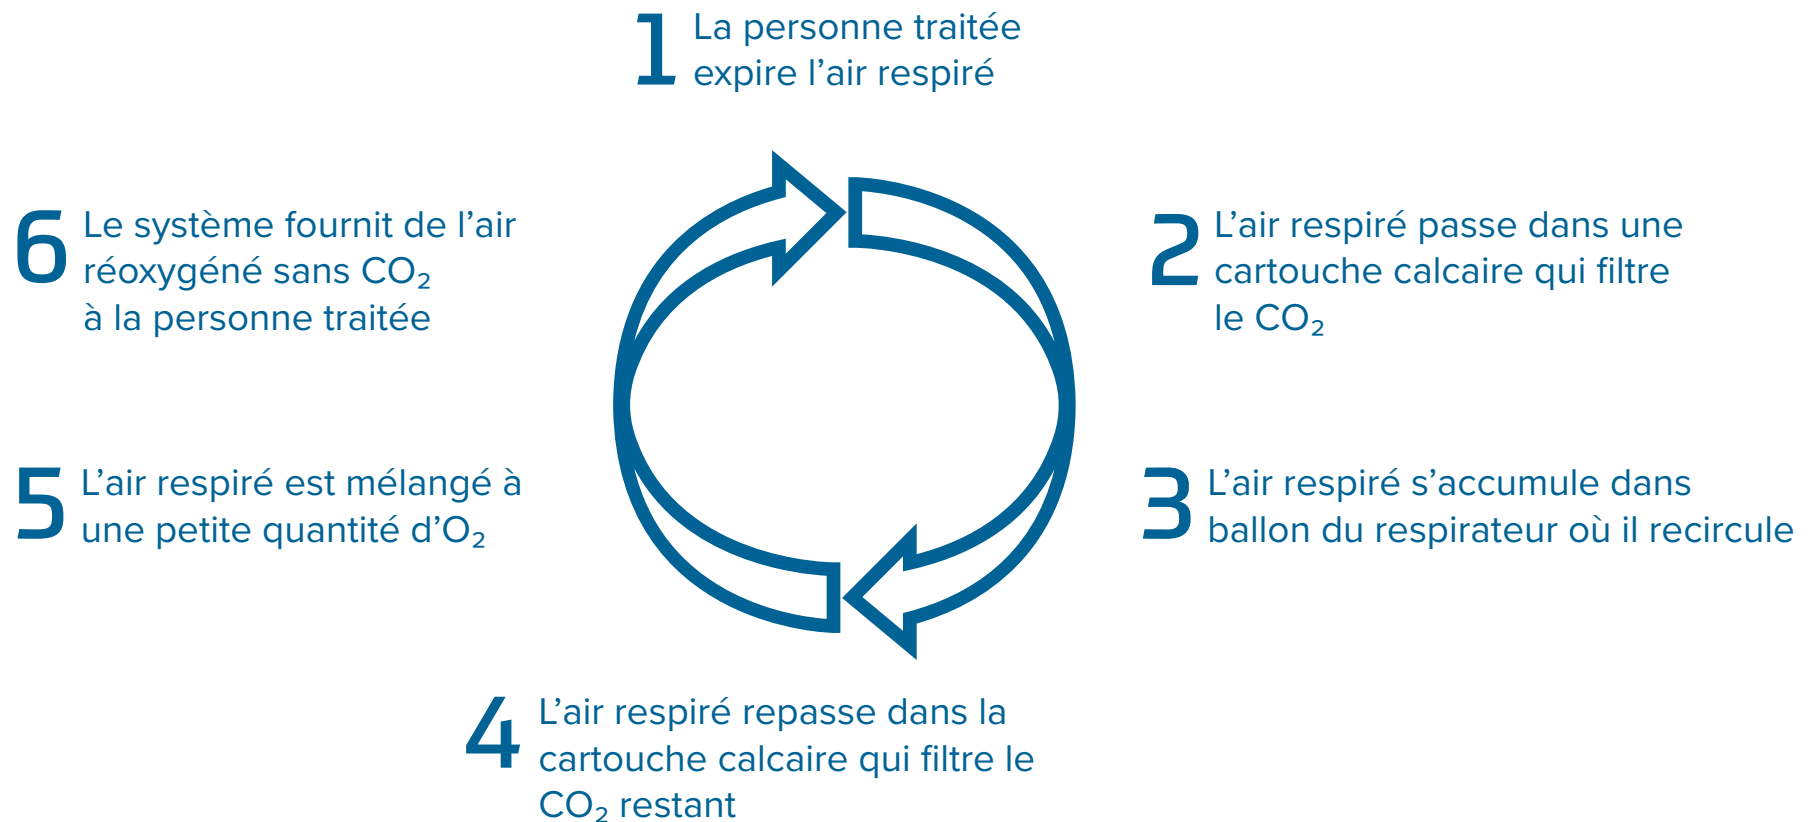 1 La personne traitée
expire l’air respiré
2 L’air respiré passe dans une
cartouche calcaire qui filtre
le CO₂
3 L’air respiré s’accumule dans
ballon du respirateur où il recircule
4 L’air respiré repasse dans la
cartouche calcaire qui filtre le
CO₂ restant
5 L’air respiré est mélangé à
une petite quantité d’O₂
6 Le système fournit de l’air
réoxygéné sans CO₂
à la personne traitée